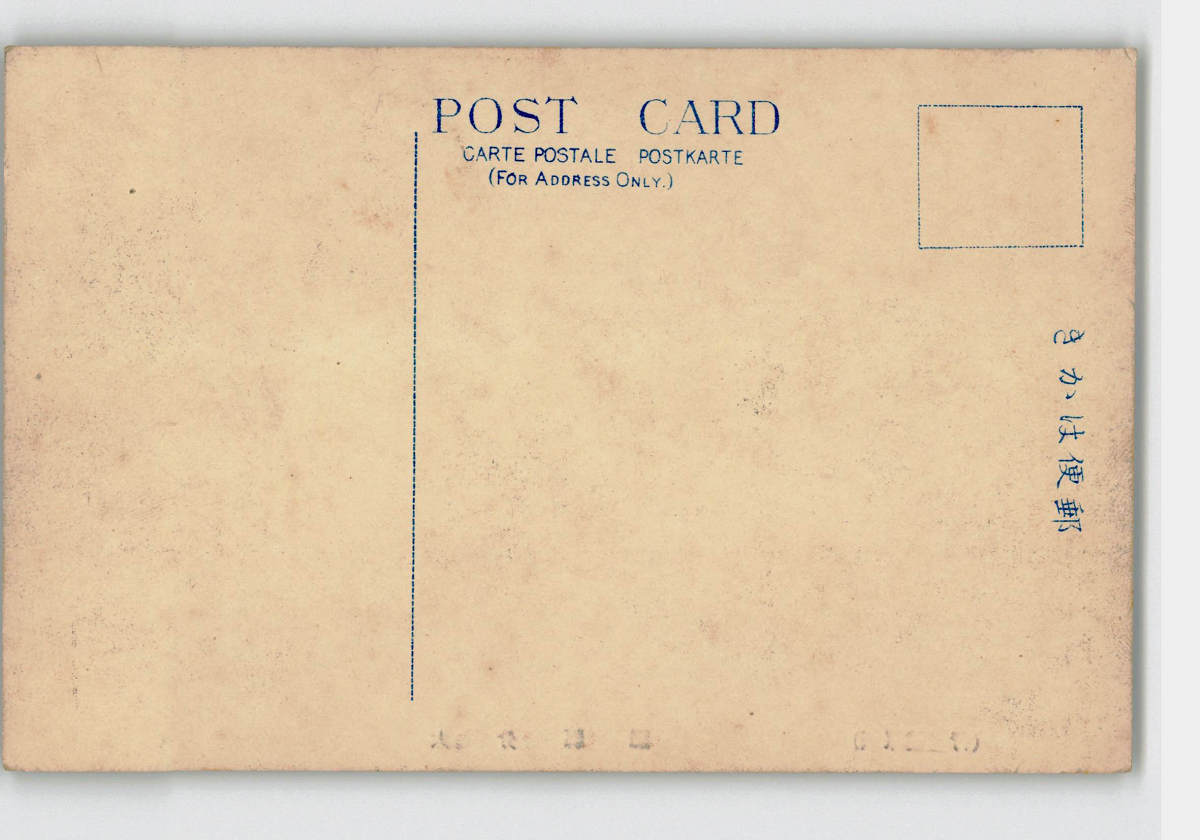 POST CARD
CARTE POSTALE POSTKARTE
(FOR ADDRESS ONLY.)
郵便はかき